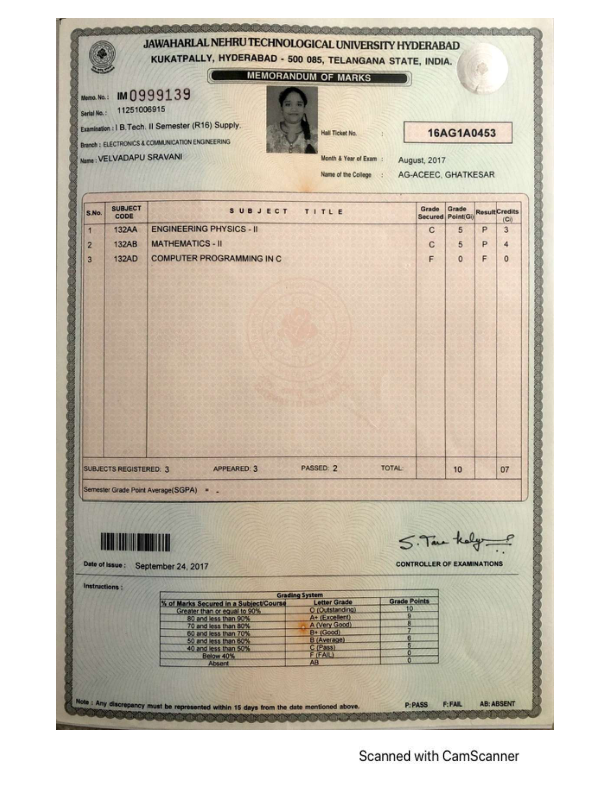 JAWAHARLAL NEHRU TECHNOLOGICAL UNIVERSITY HYDERABAD
KUKATPALLY, HYDERABAD - 500 085, TELANGANA STATE, INDIA.
MEMORANDUM OF MARKS
Memo. No. : IM 0999139
Serial No. : 11251006915
Examination : I B.Tech. II Semester (R16) Supply.
Hall Ticket No. : 16AG1A0453
Branch : ELECTRONICS & COMMUNICATION ENGINEERING
Name : VELVADAPU SRAVANI
Month & Year of Exam : August, 2017
Name of the College : AG-ACEEC, GHATKESAR
S.No. SUBJECT CODE SUBJECT TITLE Grade Secured Grade Point(Gi) Result Credits (Ci)
1 132AA ENGINEERING PHYSICS - II C 5 P 3
2 132AB MATHEMATICS - II C 5 P 4
3 132AD COMPUTER PROGRAMMING IN C F 0 F 0
SUBJECTS REGISTERED: 3 APPEARED: 3 PASSED: 2 TOTAL: 10 07
Semester Grade Point Average(SGPA) = -
Date of Issue : September 24, 2017
CONTROLLER OF EXAMINATIONS
Instructions :
Grading System
% of Marks Secured in a Subject/Course Letter Grade Grade Points
Greater than or equal to 90% O (Outstanding) 10
80 and less than 90% A+ (Excellent) 9
70 and less than 80% A (Very Good) 8
60 and less than 70% B+ (Good) 7
50 and less than 60% B (Average) 6
40 and less than 50% C (Pass) 5
Below 40% F (FAIL) 0
Absent AB 0
Note : Any discrepancy must be represented within 15 days from the date mentioned above. P:PASS F:FAIL AB:ABSENT
Scanned with CamScanner